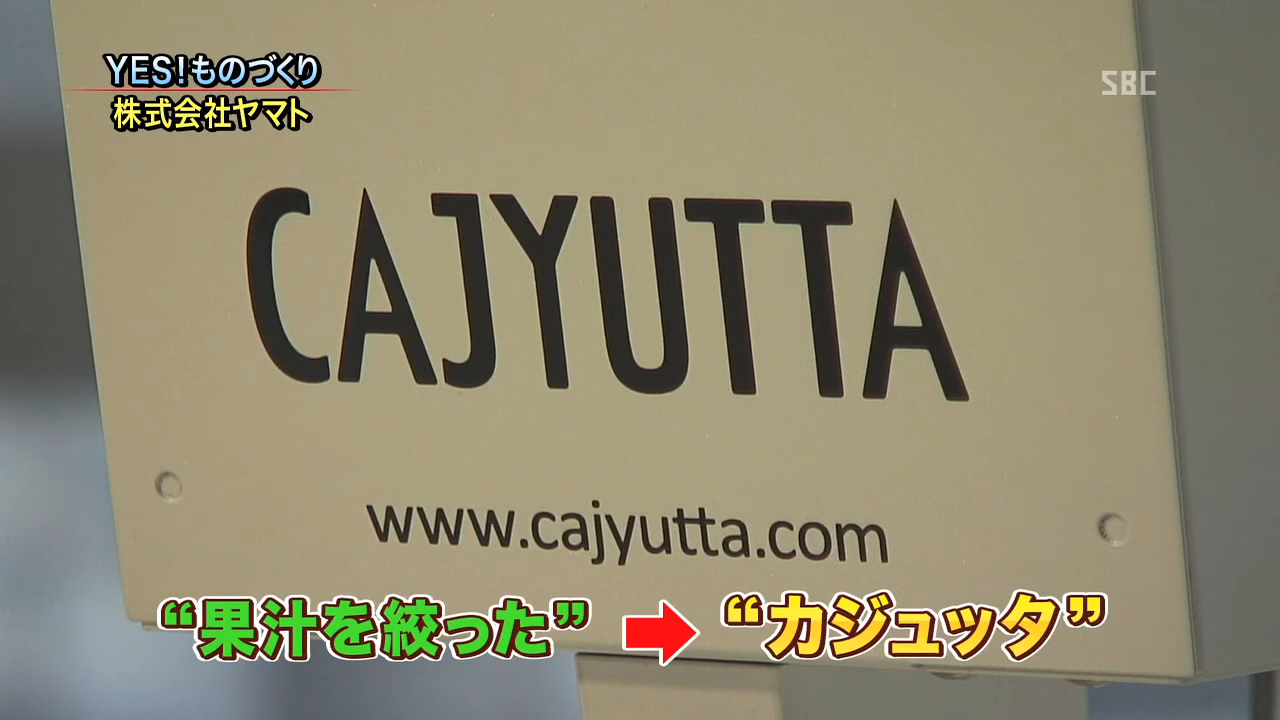 YES!ものづくり
株式会社ヤマト
SBC
CAJYUTTA
www.cajyutta.com
“果汁を絞った” ➡ “カジュッタ”